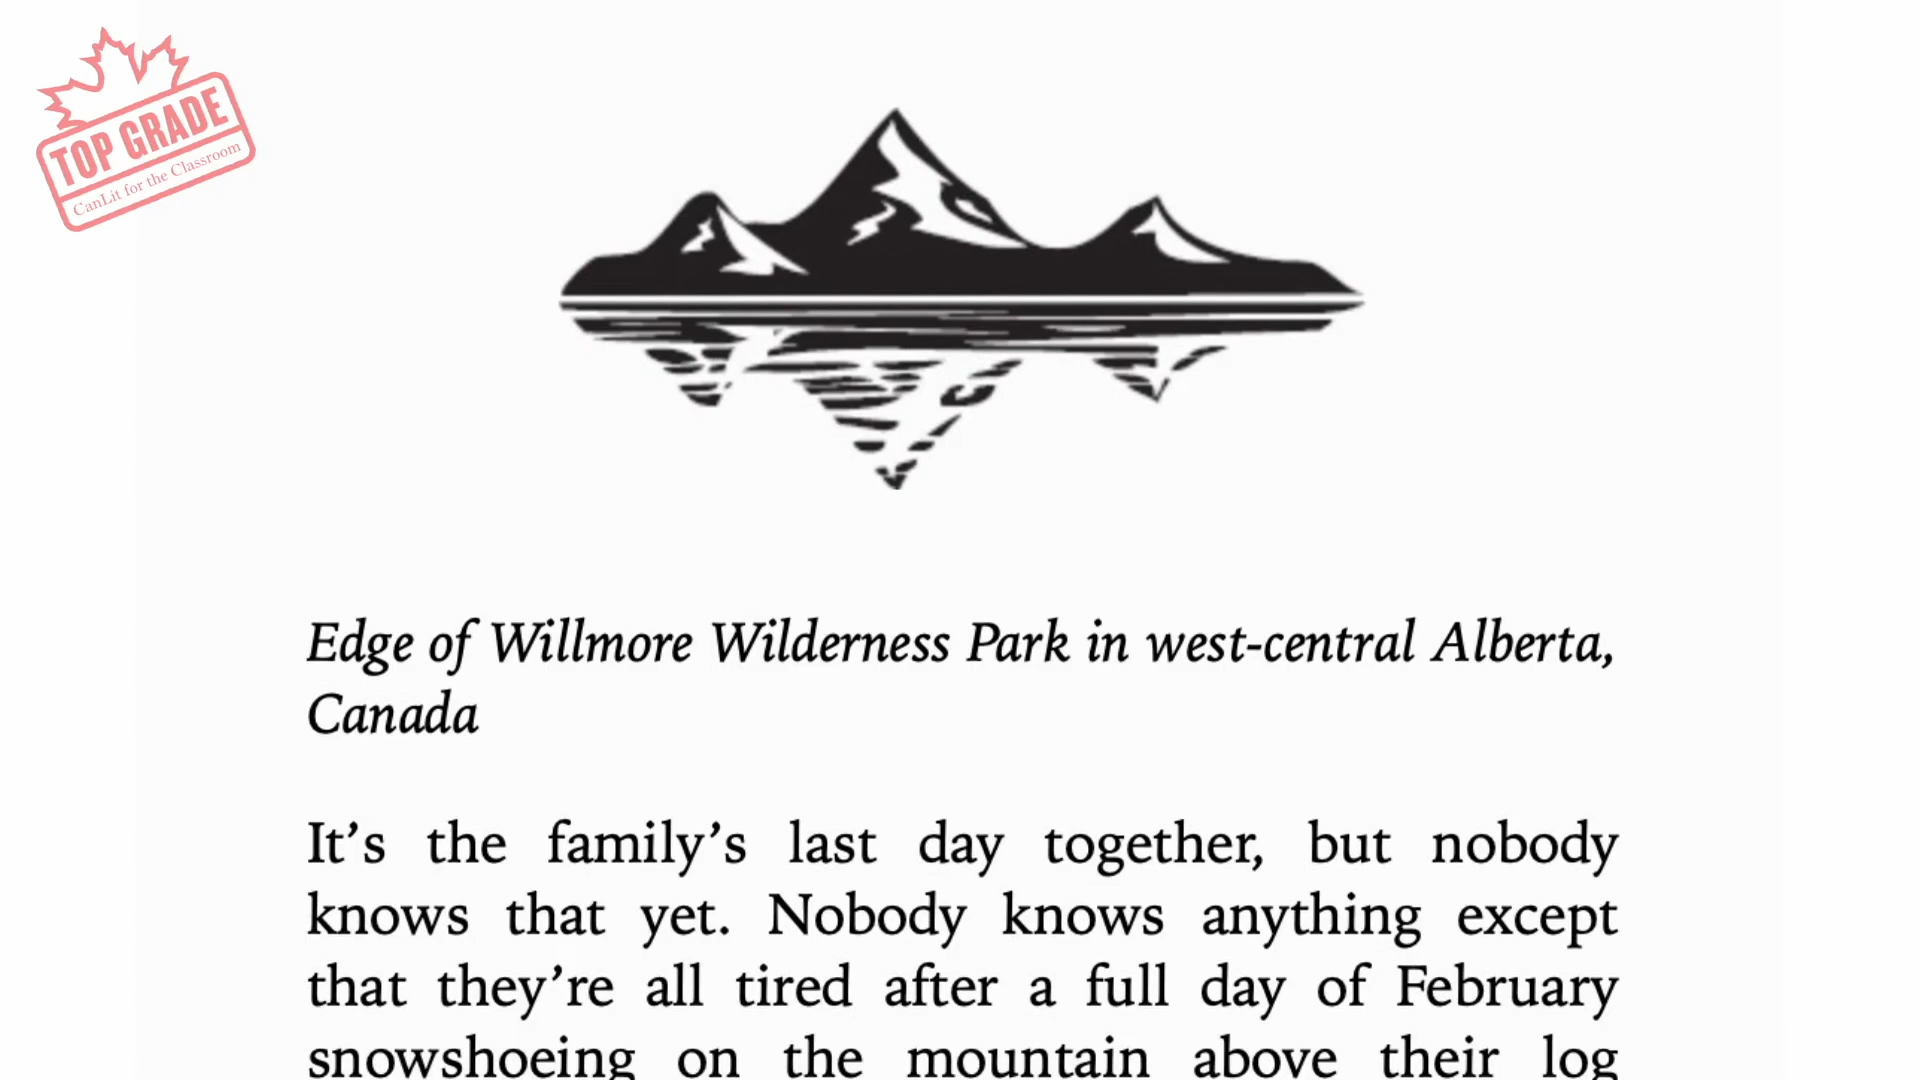 TOP GRADE
CanLit for the Classroom
Edge of Willmore Wilderness Park in west-central Alberta,
Canada
It’s the family’s last day together, but nobody
knows that yet. Nobody knows anything except
that they’re all tired after a full day of February
snowshoeing on the mountain above their log